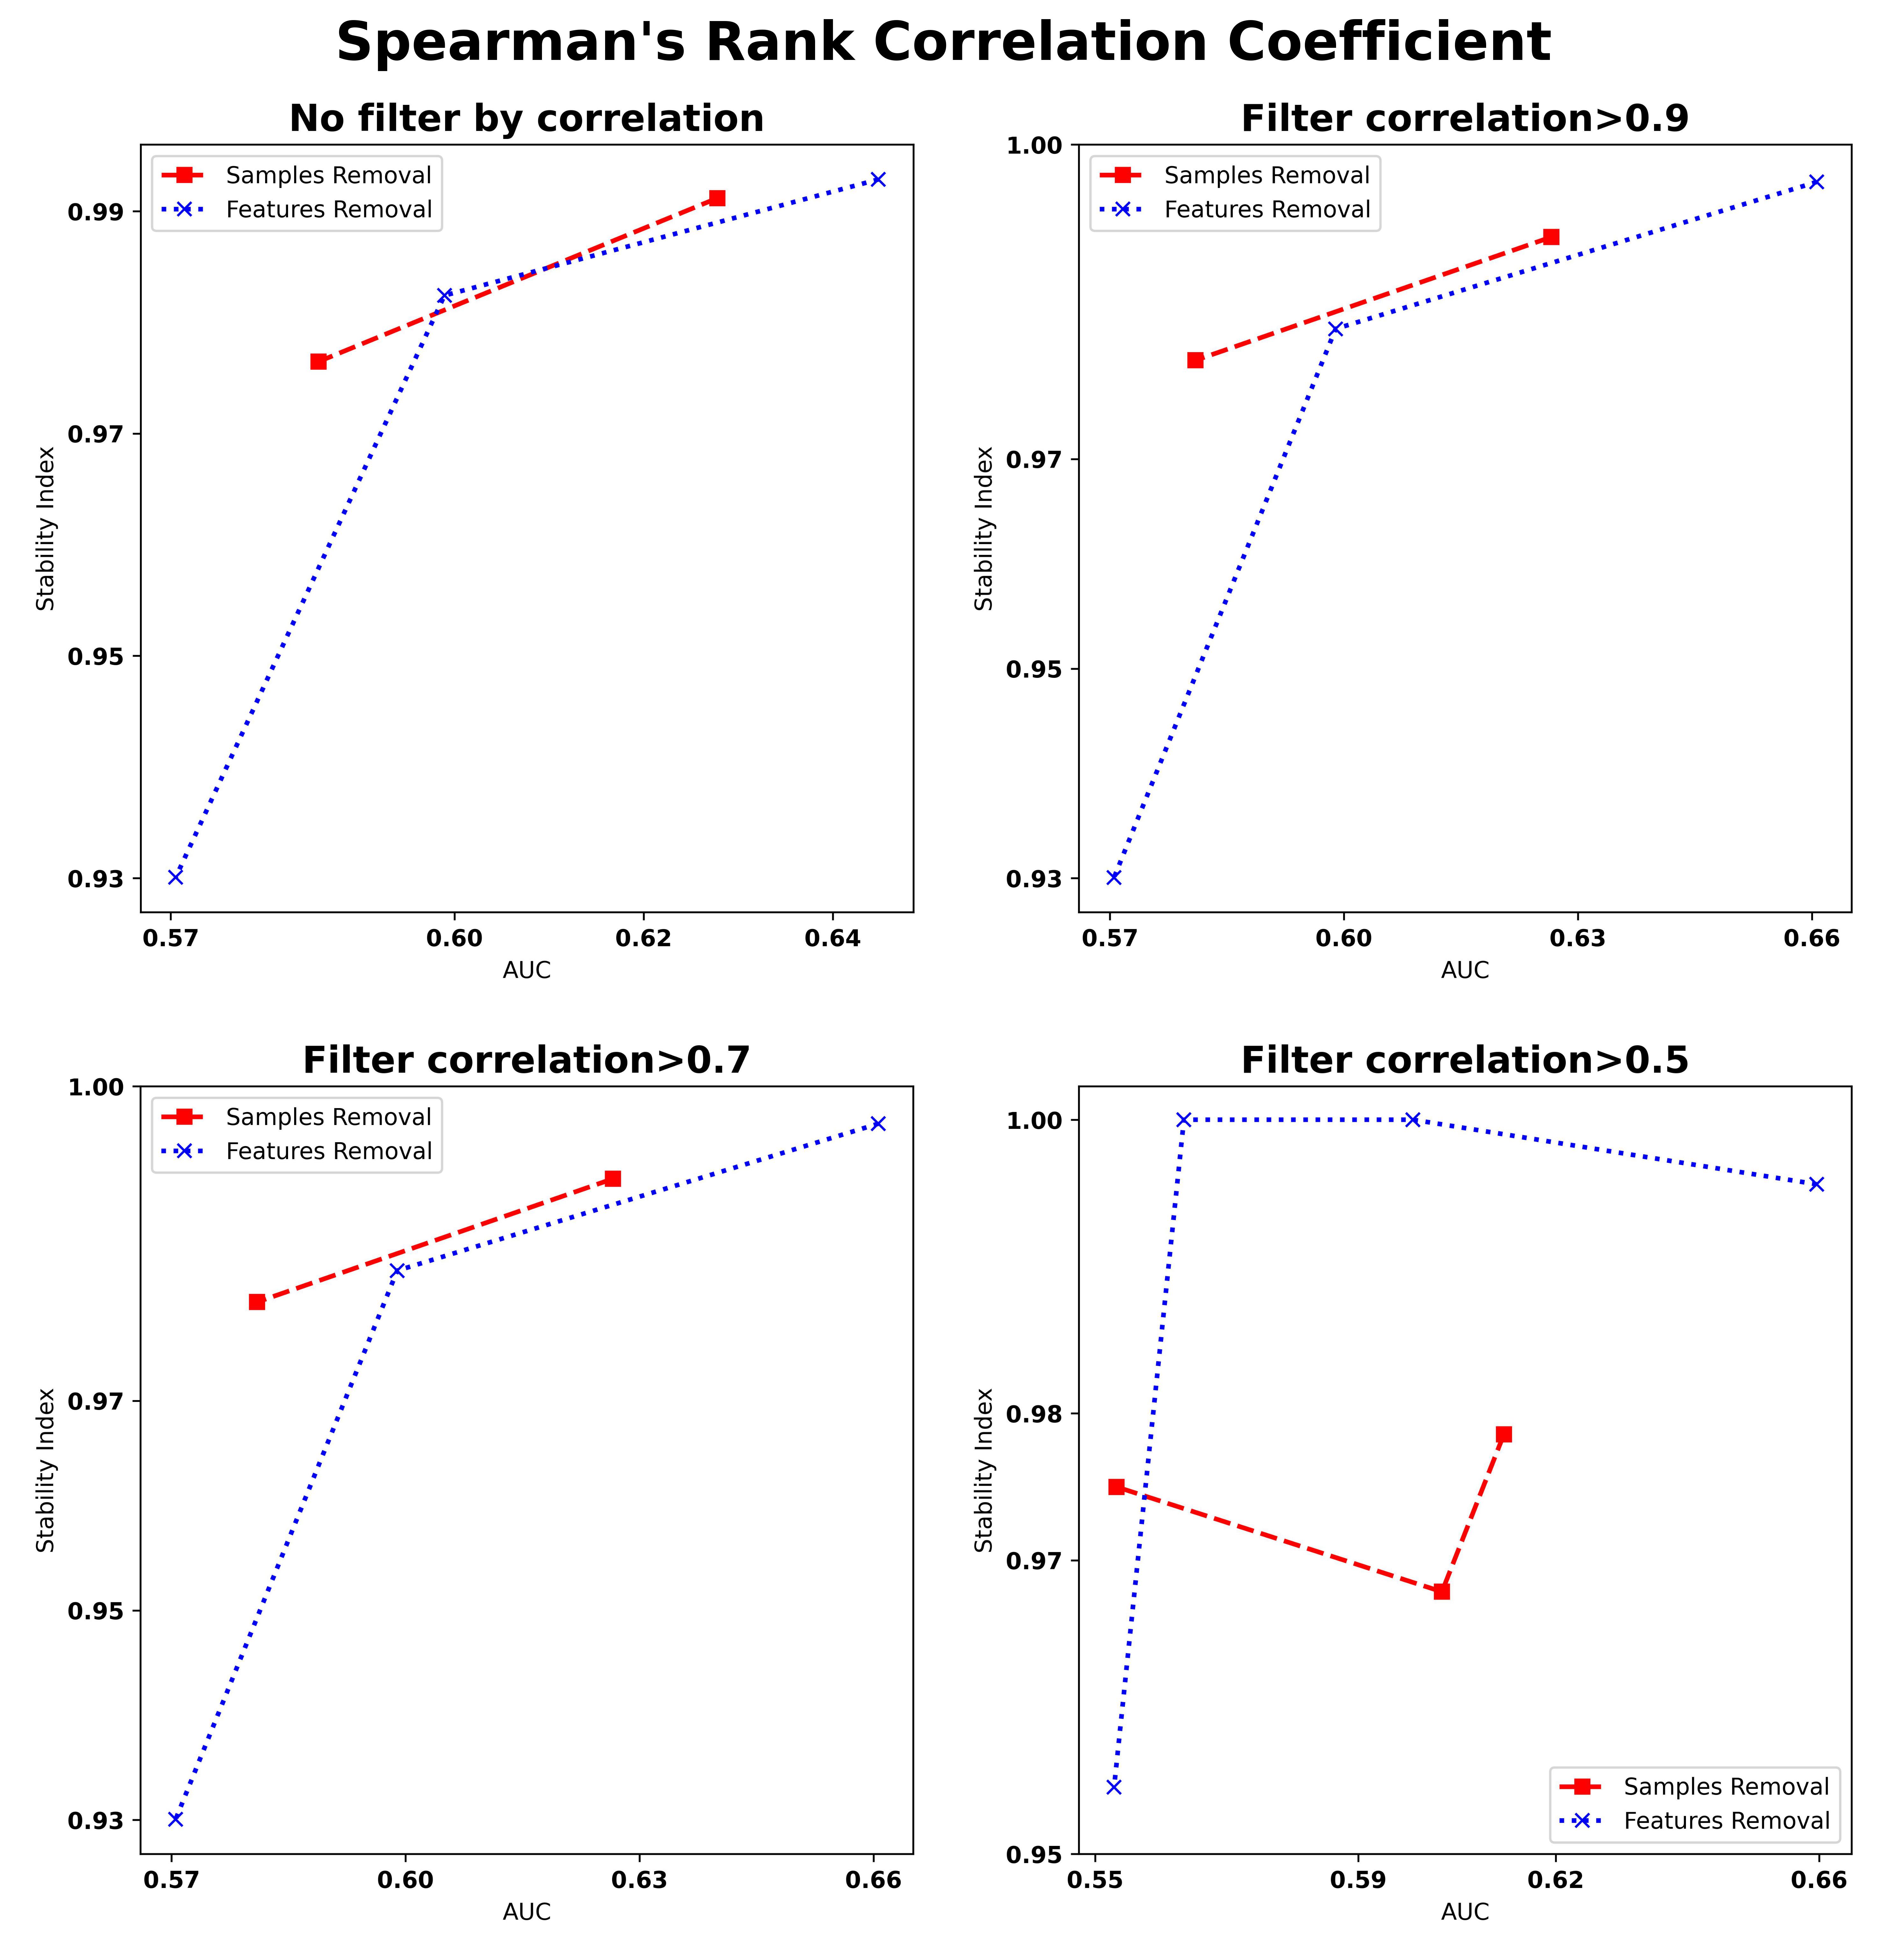 Spearman's Rank Correlation Coefficient
No filter by correlation
Samples Removal
Features Removal
0.99
0.97
0.95
0.93
Stability Index
0.57 0.60 0.62 0.64
AUC
Filter correlation>0.9
Samples Removal
Features Removal
1.00
0.97
0.95
0.93
Stability Index
0.57 0.60 0.63 0.66
AUC
Filter correlation>0.7
Samples Removal
Features Removal
1.00
0.97
0.95
0.93
Stability Index
0.57 0.60 0.63 0.66
AUC
Filter correlation>0.5
1.00
0.98
0.97
0.95
Stability Index
Samples Removal
Features Removal
0.55 0.59 0.62 0.66
AUC